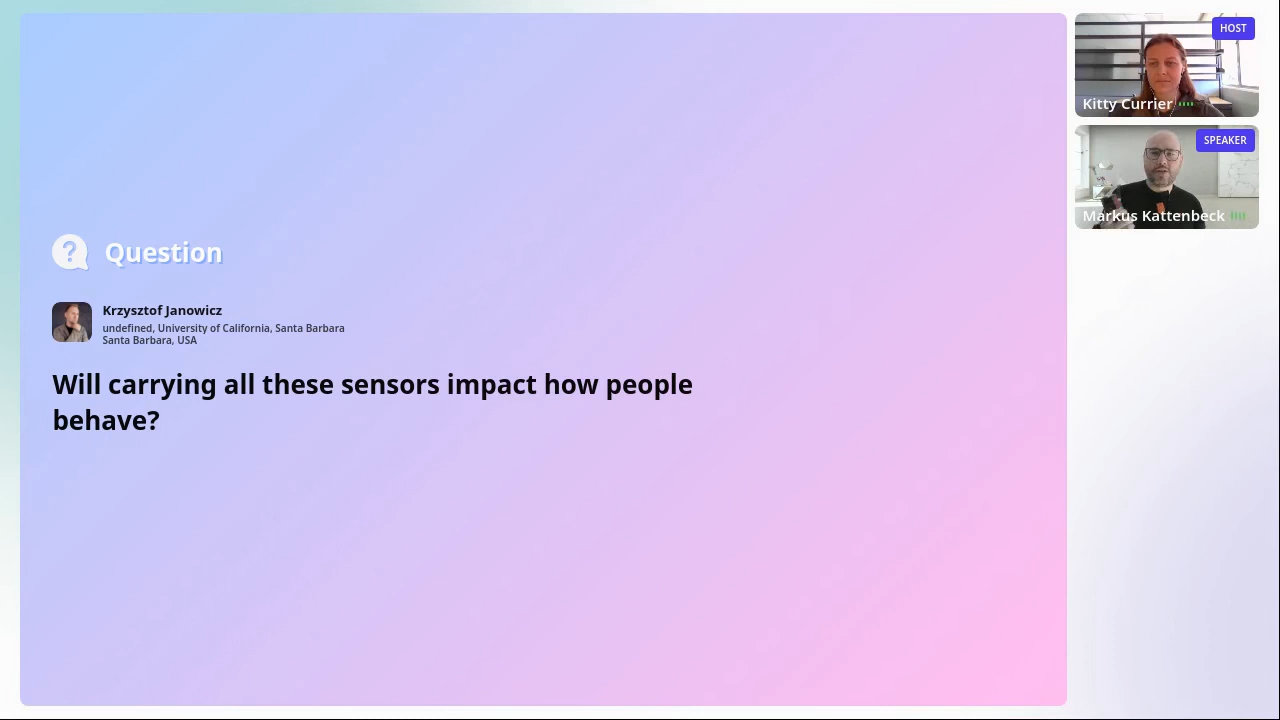 Question
Krzysztof Janowicz
undefined, University of California, Santa Barbara
Santa Barbara, USA
Will carrying all these sensors impact how people
behave?
HOST
Kitty Currier
SPEAKER
Markus Kattenbeck